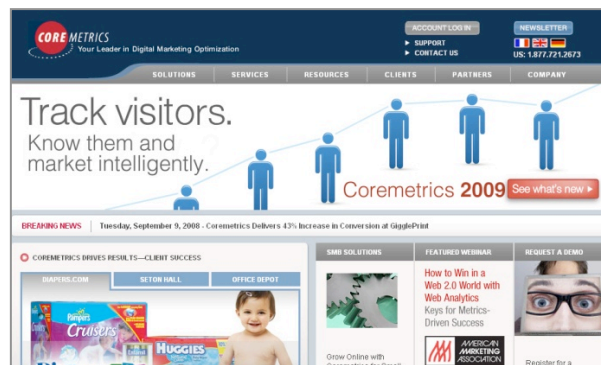 COREMETRICS
Your Leader in Digital Marketing Optimization
ACCOUNT LOG IN
NEWSLETTER
SUPPORT
CONTACT US
US: 1.877.721.2673
SOLUTIONS
SERVICES
RESOURCES
CLIENTS
PARTNERS
COMPANY
Track visitors.
Know them and
market intelligently.
Coremetrics 2009
See what's new
BREAKING NEWS
Tuesday, September 9, 2008 - Coremetrics Delivers 43% Increase in Conversion at GigglePrint
COREMETRICS DRIVES RESULTS—CLIENT SUCCESS
DIAPERS.COM
SETON HALL
OFFICE DEPOT
Pampers
Cruisers
HUGGIES
SMB SOLUTIONS
Grow Online with
FEATURED WEBINAR
How to Win in a
Web 2.0 World with
Web Analytics
Keys for Metrics-
Driven Success
AMERICAN
MARKETING
ASSOCIATION
REQUEST A DEMO
Register for a